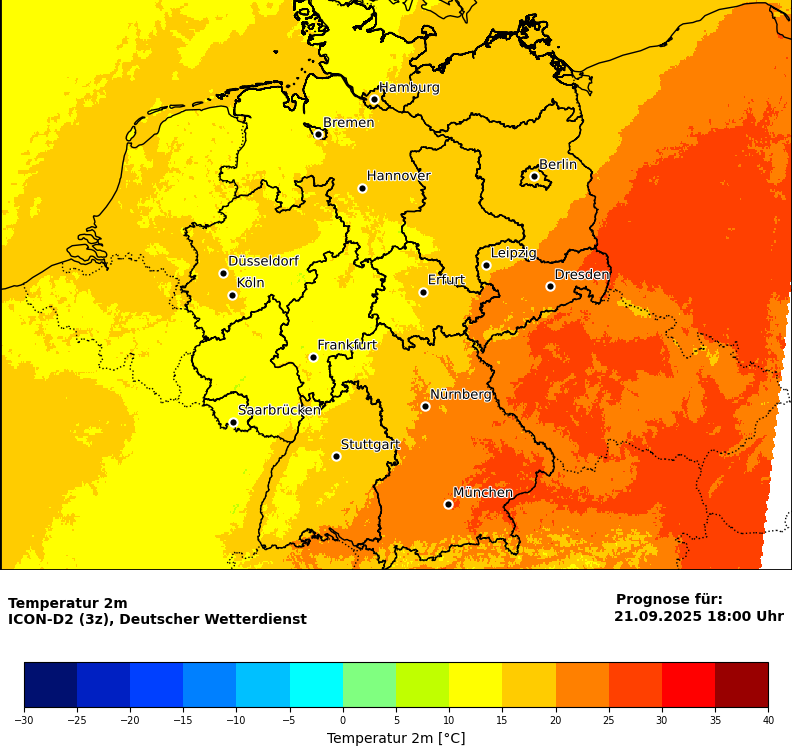 Hamburg
Bremen
Berlin
Hannover
Leipzig
Düsseldorf
Dresden
Köln
Erfurt
Frankfurt
Nürnberg
Saarbrücken
Stuttgart
München
Temperatur 2m
ICON-D2 (3z), Deutscher Wetterdienst
Prognose für:
21.09.2025 18:00 Uhr
−30 −25 −20 −15 −10 −5 0 5 10 15 20 25 30 35 40
Temperatur 2m [°C]